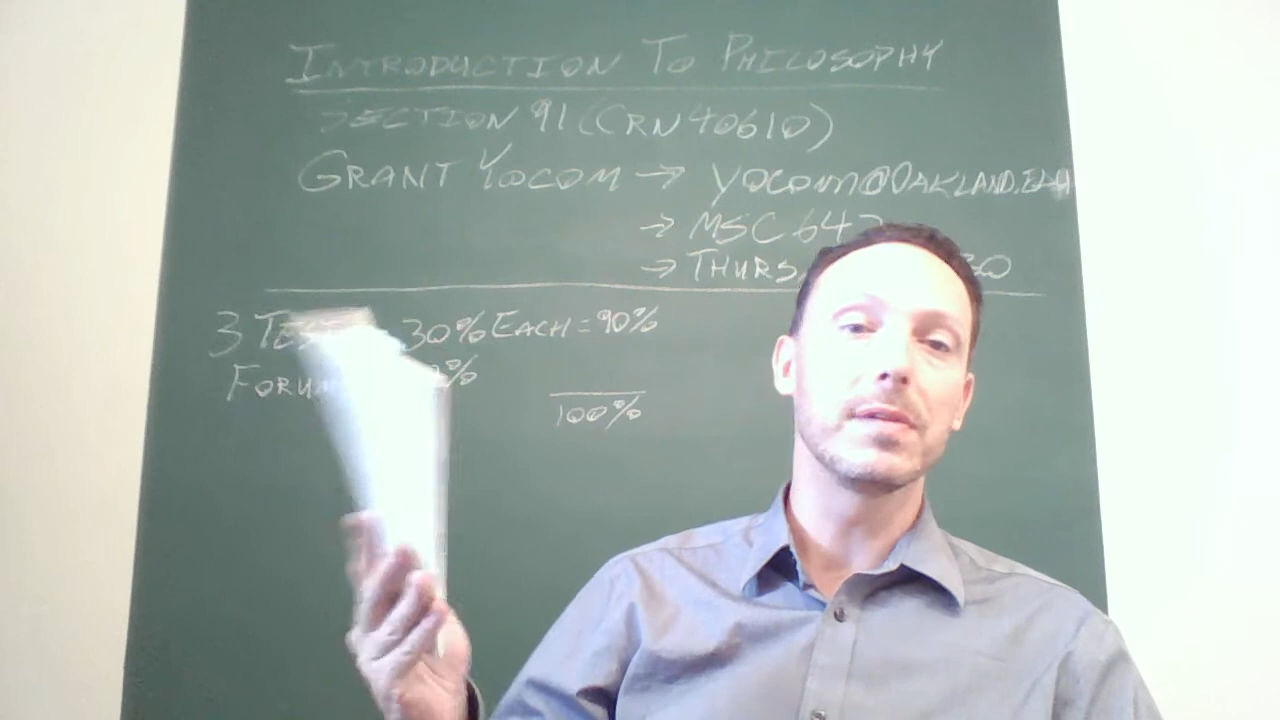 INTRODUCTION TO PHILOSOPHY
SECTION 91 (CRN 40610)
GRANT YOCOM → YOCOM@OAKLAND.EDU
→ MSC 642
→ THURS
3 30% EACH = 90%
100%